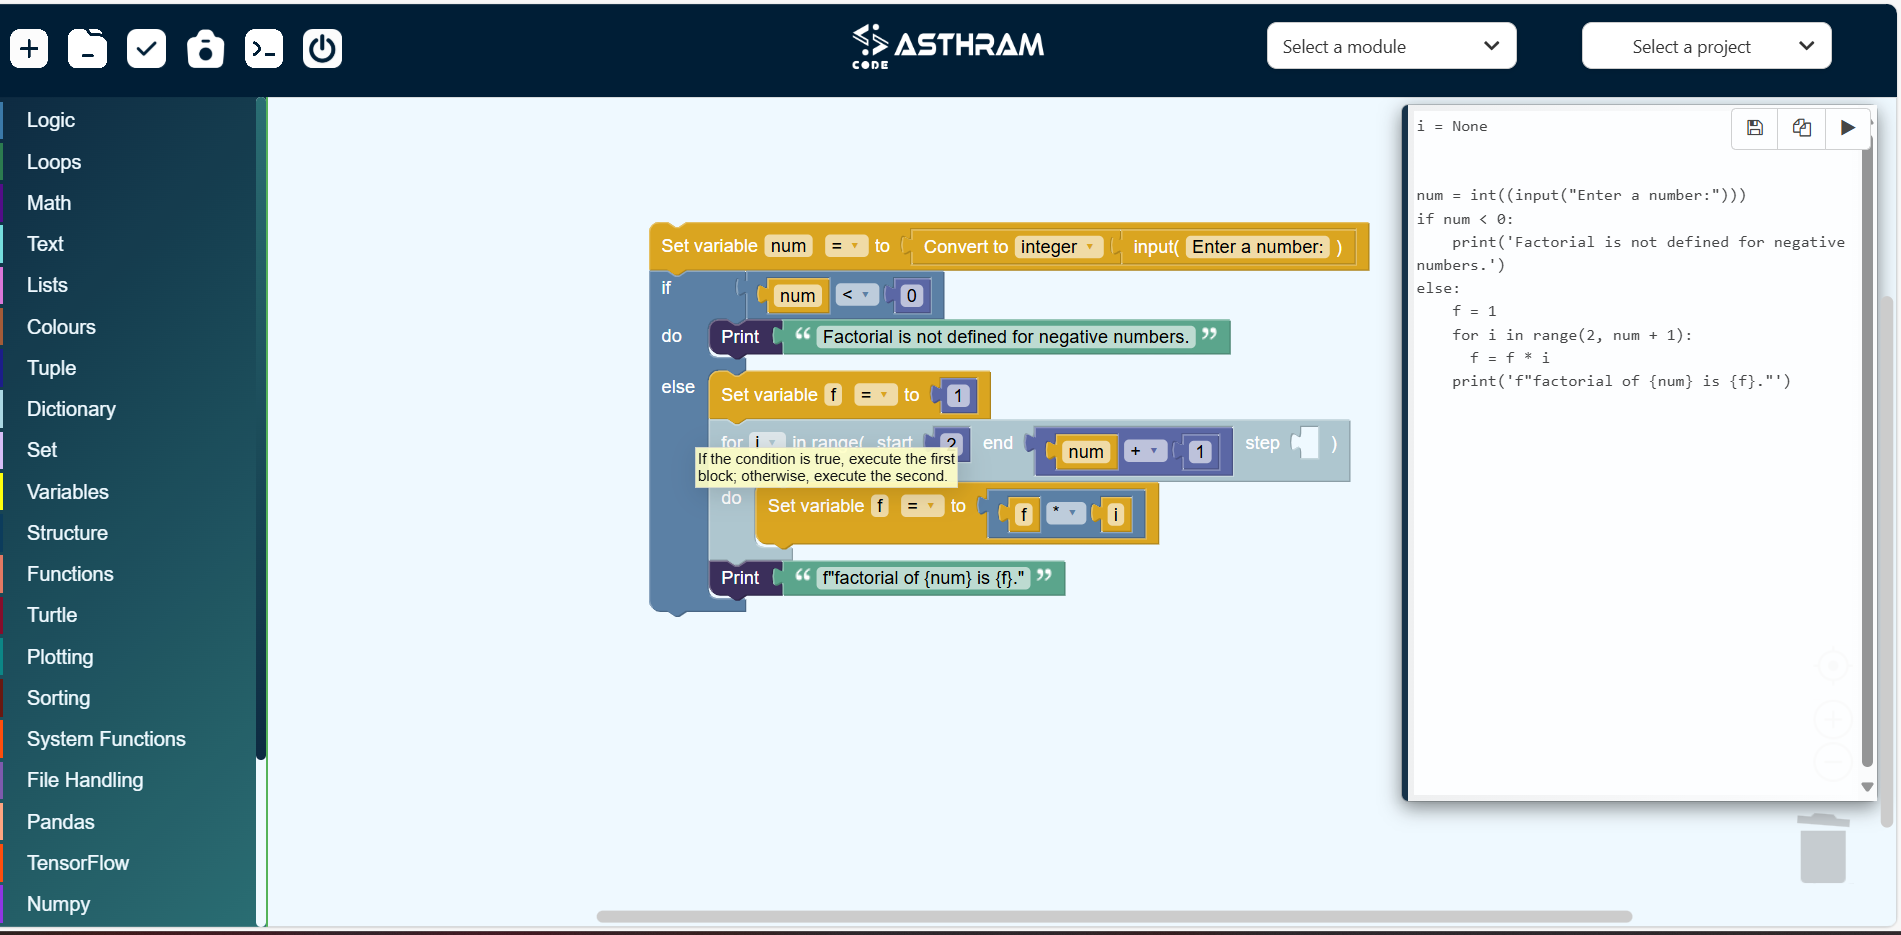 CODE ASTHRAM
Select a module
Select a project
Logic
Loops
Math
Text
Lists
Colours
Tuple
Dictionary
Set
Variables
Structure
Functions
Turtle
Plotting
Sorting
System Functions
File Handling
Pandas
TensorFlow
Numpy
Set variable num = to Convert to integer input( Enter a number: )
if num < 0
do Print “ Factorial is not defined for negative numbers. ”
else Set variable f = to 1
for i in range( start 2 end num + 1 step )
If the condition is true, execute the first
block; otherwise, execute the second.
do Set variable f = to f * i
Print “ f"factorial of {num} is {f}." ”
i = None
num = int((input("Enter a number:")))
if num < 0:
    print('Factorial is not defined for negative
numbers.')
else:
    f = 1
    for i in range(2, num + 1):
      f = f * i
    print('f"factorial of {num} is {f}."')